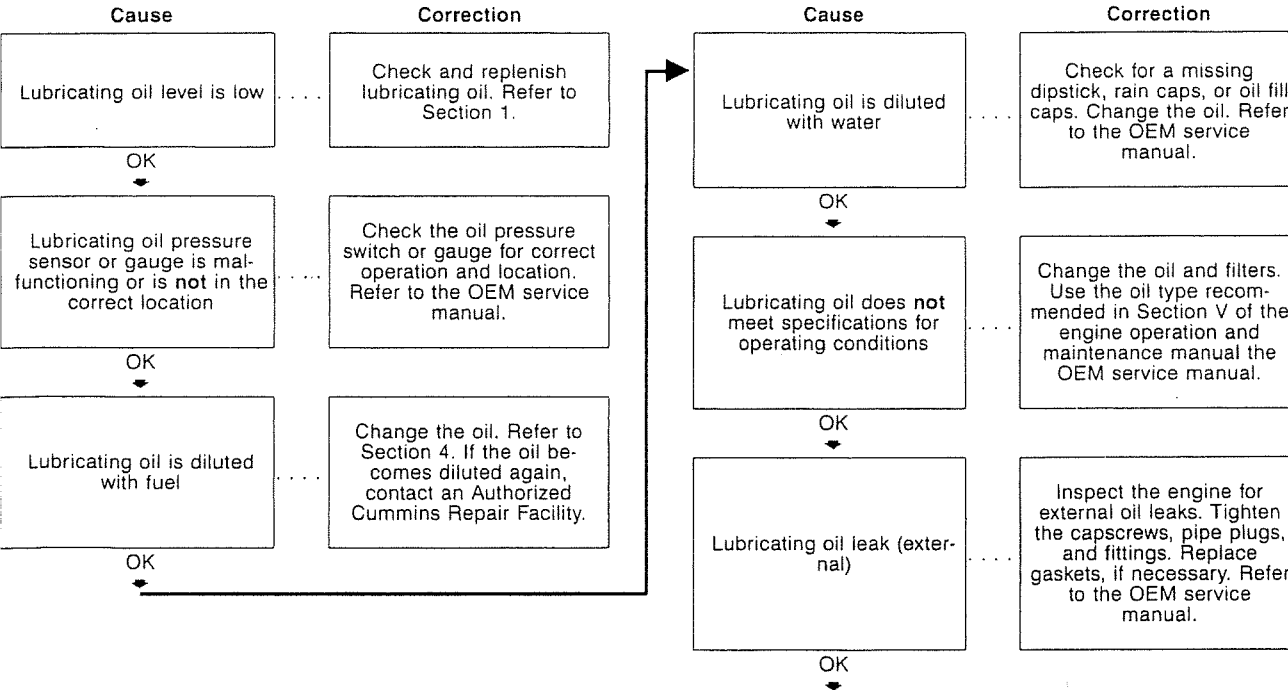 Cause
Correction
Lubricating oil level is low
Check and replenish
lubricating oil. Refer to
Section 1.
OK
Lubricating oil pressure
sensor or gauge is mal-
functioning or is not in the
correct location
Check the oil pressure
switch or gauge for correct
operation and location.
Refer to the OEM service
manual.
OK
Lubricating oil is diluted
with fuel
Change the oil. Refer to
Section 4. If the oil be-
comes diluted again,
contact an Authorized
Cummins Repair Facility.
OK
Cause
Correction
Lubricating oil is diluted
with water
Check for a missing
dipstick, rain caps, or oil fill
caps. Change the oil. Refer
to the OEM service
manual.
OK
Lubricating oil does not
meet specifications for
operating conditions
Change the oil and filters.
Use the oil type recom-
mended in Section V of the
engine operation and
maintenance manual the
OEM service manual.
OK
Lubricating oil leak (exter-
nal)
Inspect the engine for
external oil leaks. Tighten
the capscrews, pipe plugs,
and fittings. Replace
gaskets, if necessary. Refer
to the OEM service
manual.
OK